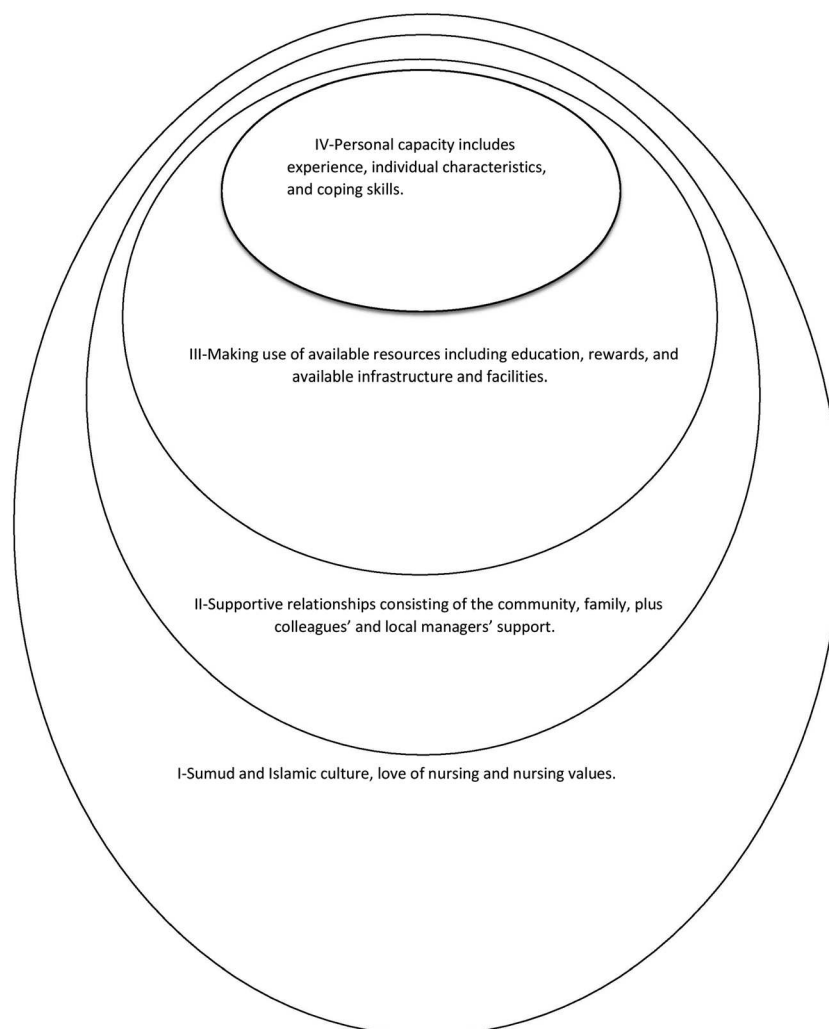 IV-Personal capacity includes
experience, individual characteristics,
and coping skills.
III-Making use of available resources including education, rewards, and
available infrastructure and facilities.
II-Supportive relationships consisting of the community, family, plus
colleagues’ and local managers’ support.
I-Sumud and Islamic culture, love of nursing and nursing values.